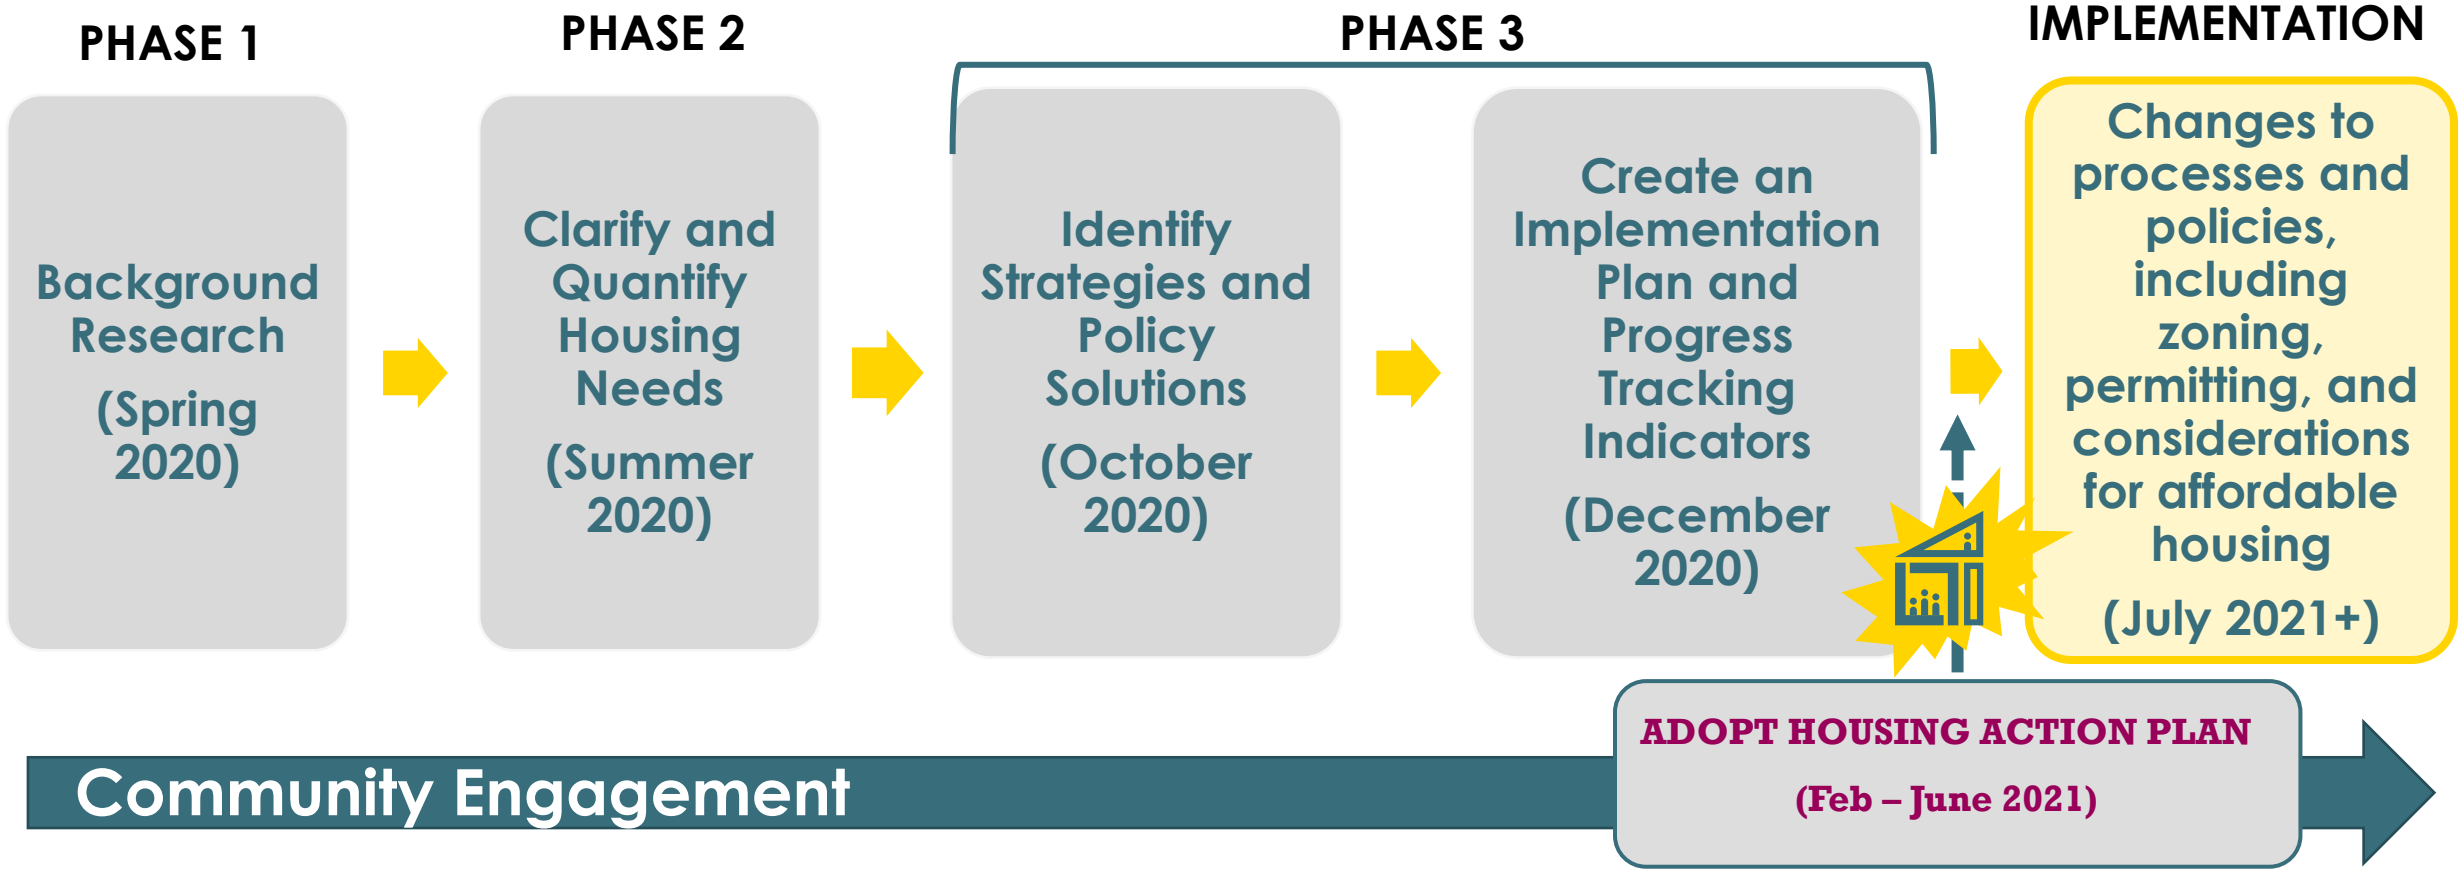 PHASE 1
Background
Research
(Spring
2020)
PHASE 2
Clarify and
Quantify
Housing
Needs
(Summer
2020)
PHASE 3
Identify
Strategies and
Policy
Solutions
(October
2020)
Create an
Implementation
Plan and
Progress
Tracking
Indicators
(December
2020)
IMPLEMENTATION
Changes to
processes and
policies,
including
zoning,
permitting, and
considerations
for affordable
housing
(July 2021+)
ADOPT HOUSING ACTION PLAN
(Feb – June 2021)
Community Engagement